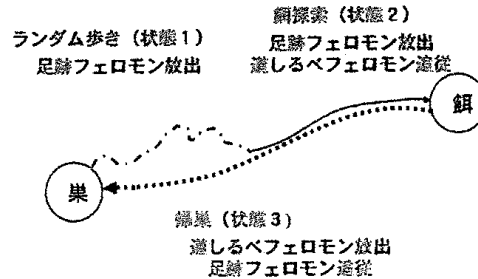 ランダム歩き（状態１）
足跡フェロモン放出
餌探索（状態２）
足跡フェロモン放出
道しるべフェロモン追従
餌
巣
帰巣（状態３）
道しるべフェロモン放出
足跡フェロモン追従